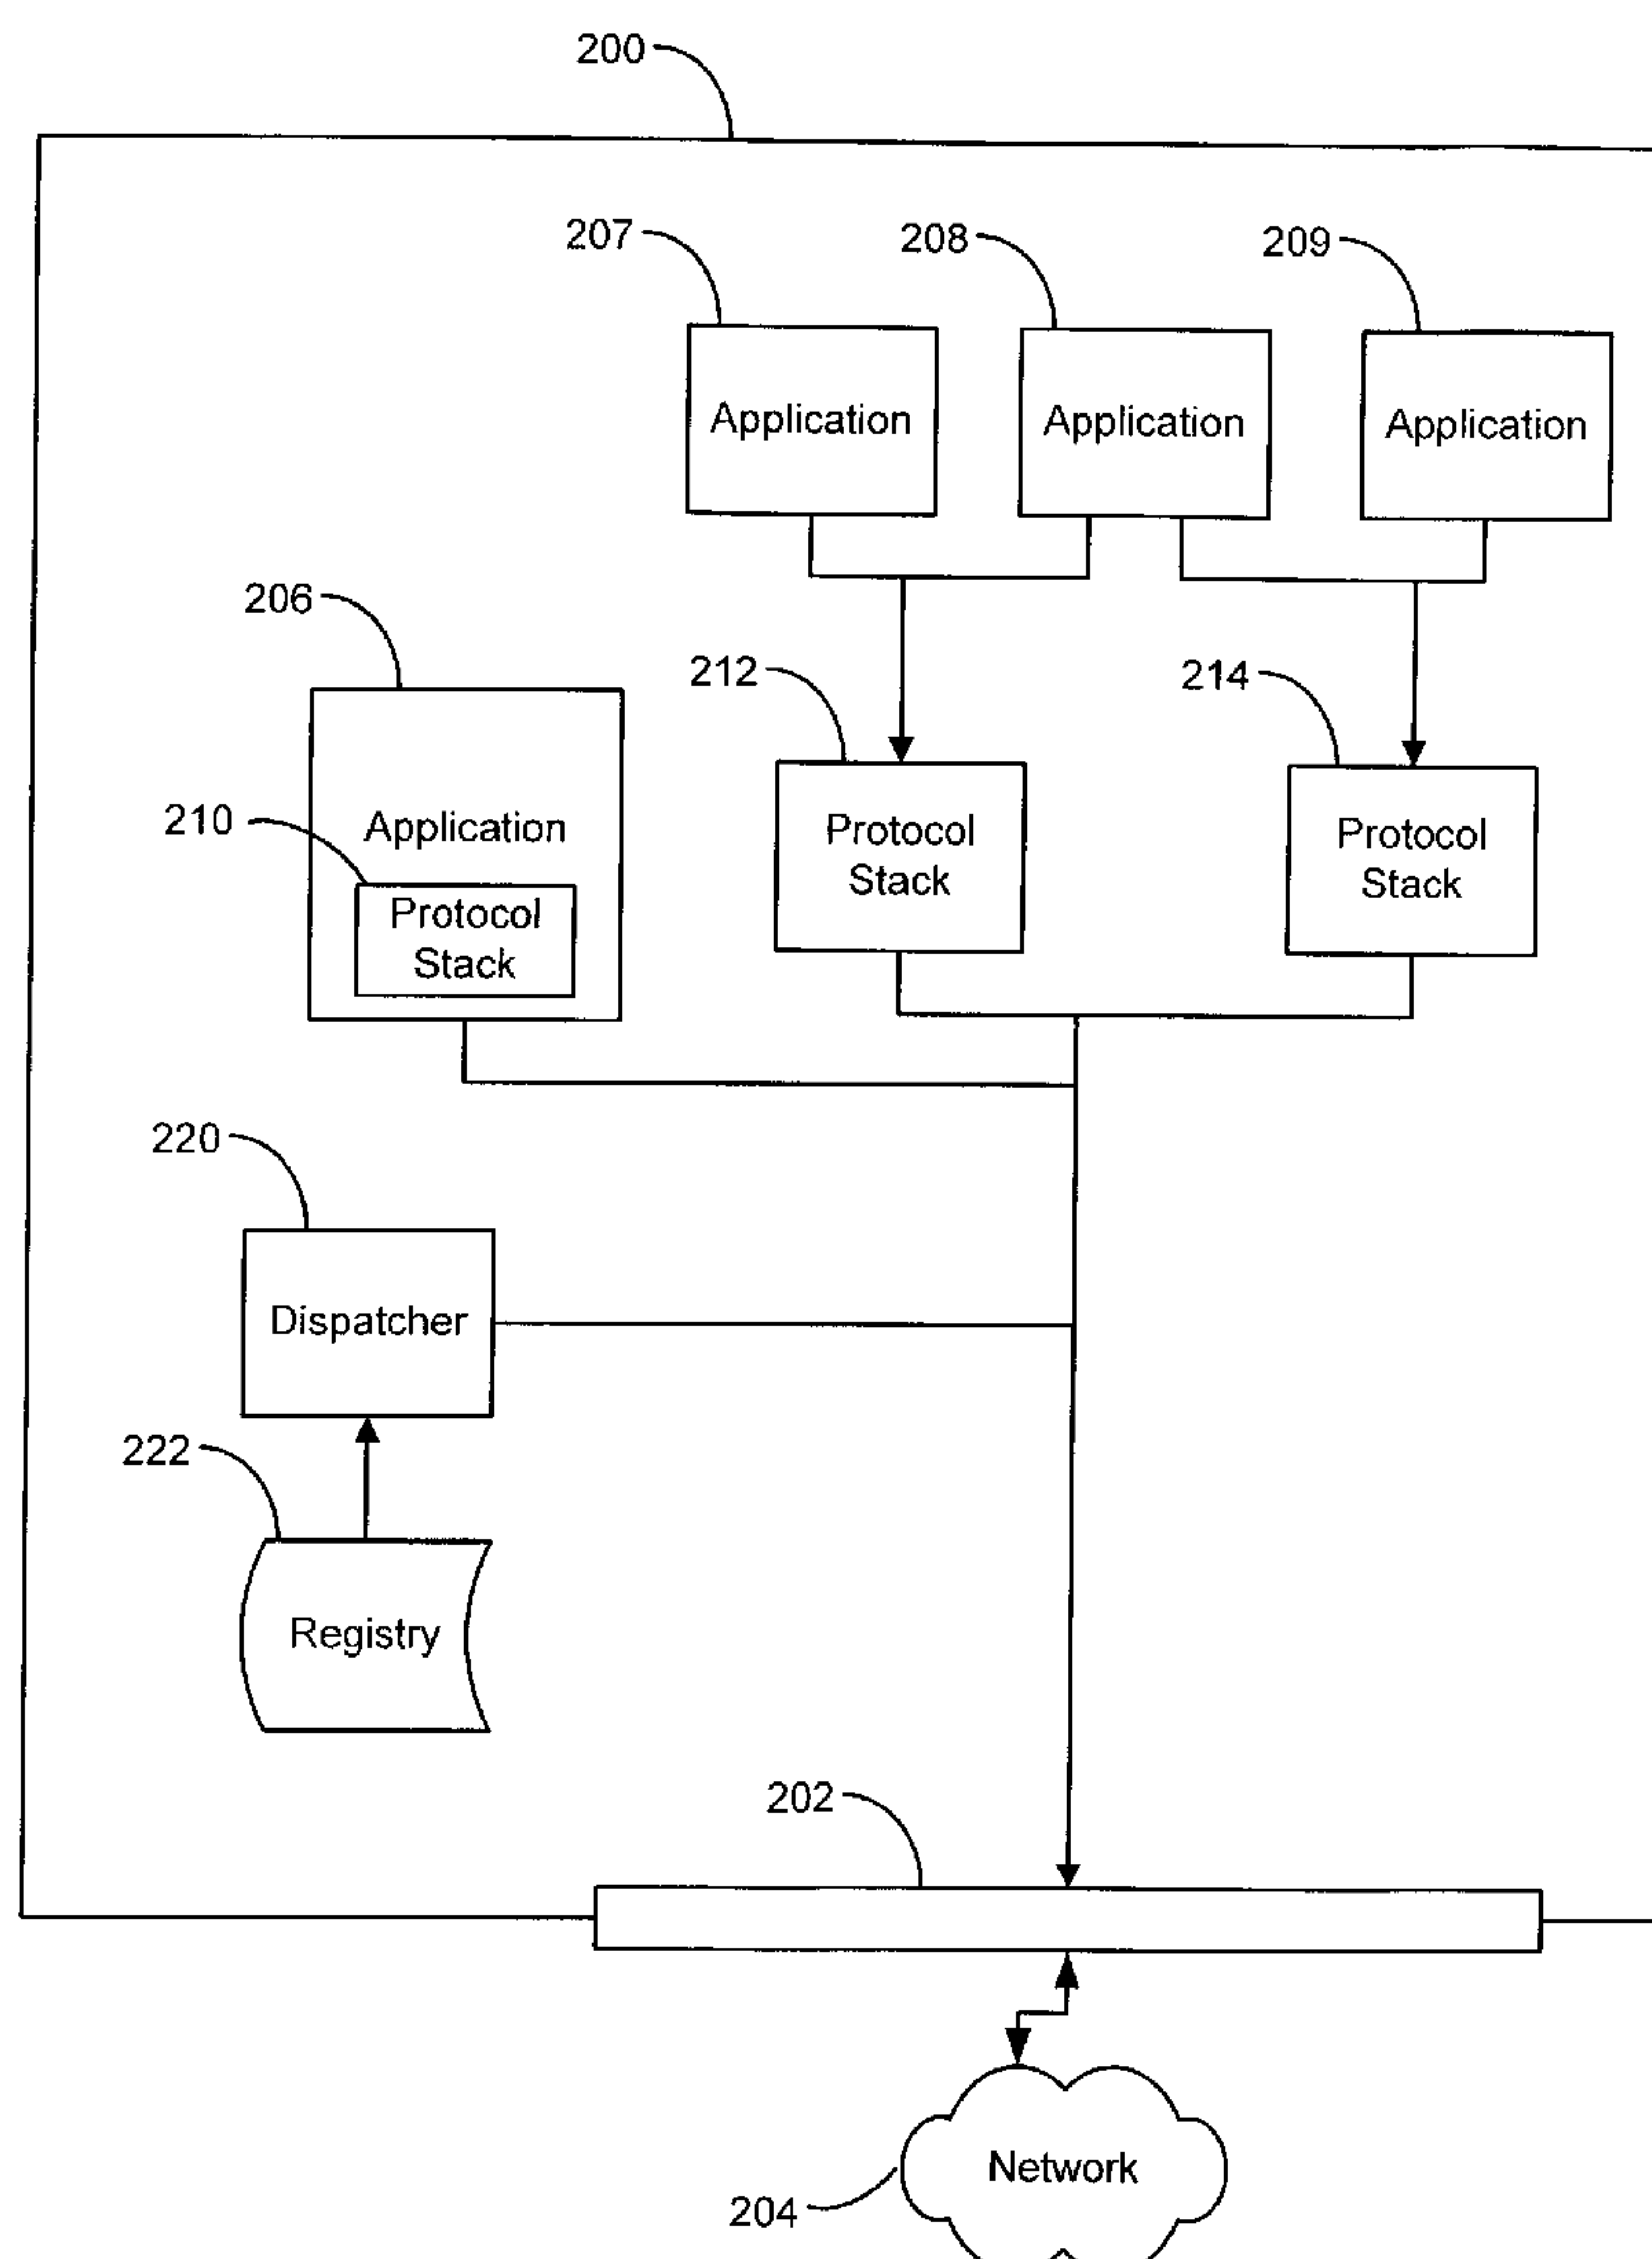 200
207
208
209
Application
Application
Application
206
212
214
210
Application
Protocol
Stack
Protocol
Stack
Protocol
Stack
220
Dispatcher
222
Registry
202
Network
204